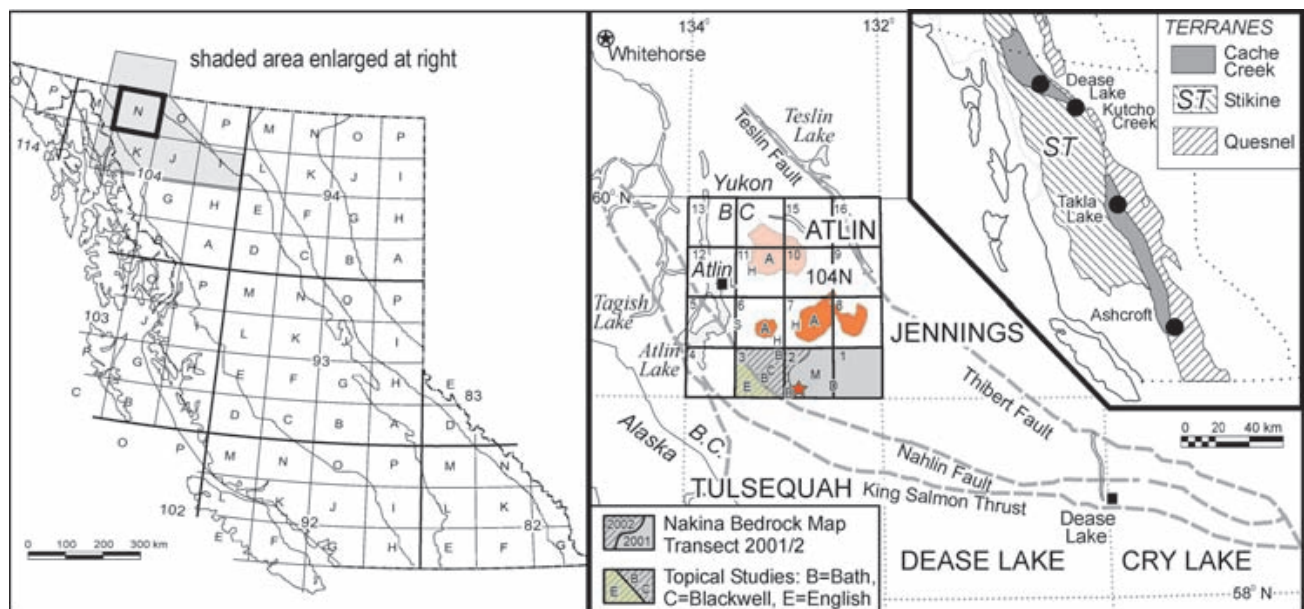 shaded area enlarged at right
O P M N O P M N O P
114
K J I L K J I
104
94
G H E F G H
B A D C B A
O P M N O P
103
J L K J I
93
P G H E F G H E
83
C B A D C B A D
O P M N O P M N
L K J I L K
102
92
82
E F G H E F G
J
0 100 200 300 km
134°
132°
Whitehorse
Teslin Lake
Teslin Fault
Yukon
60° N
13 B C 15 16
ATLIN
12 11 A 10 9
H
104N
Atlin
Tagish Lake
5 6 7 8
S A H A
H
JENNINGS
Atlin Lake
4 3 B 2 1
C M
B
E B D
Thibert Fault
Alaska
B.C.
Nahlin Fault
TULSEQUAH
King Salmon Thrust
Dease Lake
DEASE LAKE
CRY LAKE
58° N
0 20 40 km
2002
2001
Nakina Bedrock Map
Transect 2001/2
B
E C
Topical Studies: B=Bath,
C=Blackwell, E=English
TERRANES
Cache Creek
ST Stikine
Quesnel
Dease Lake
Kutcho Creek
ST
Takla Lake
Ashcroft